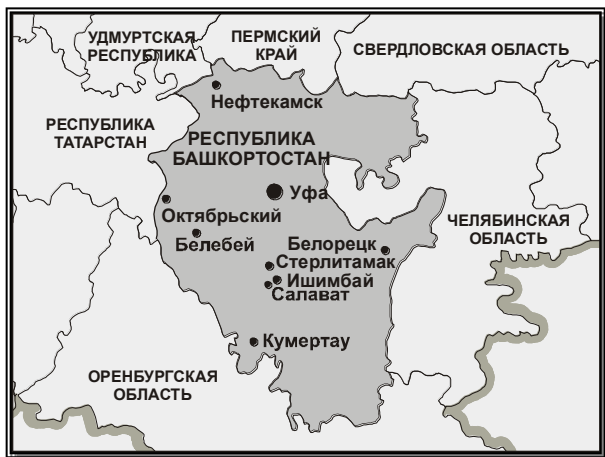 УДМУРТСКАЯ
РЕСПУБЛИКА
ПЕРМСКИЙ
КРАЙ
СВЕРДЛОВСКАЯ ОБЛАСТЬ
Нефтекамск
РЕСПУБЛИКА
ТАТАРСТАН
РЕСПУБЛИКА
БАШКОРТОСТАН
Уфа
Октябрьский
Белебей
ЧЕЛЯБИНСКАЯ
ОБЛАСТЬ
Белорецк
Стерлитамак
Ишимбай
Салават
Кумертау
ОРЕНБУРГСКАЯ
ОБЛАСТЬ